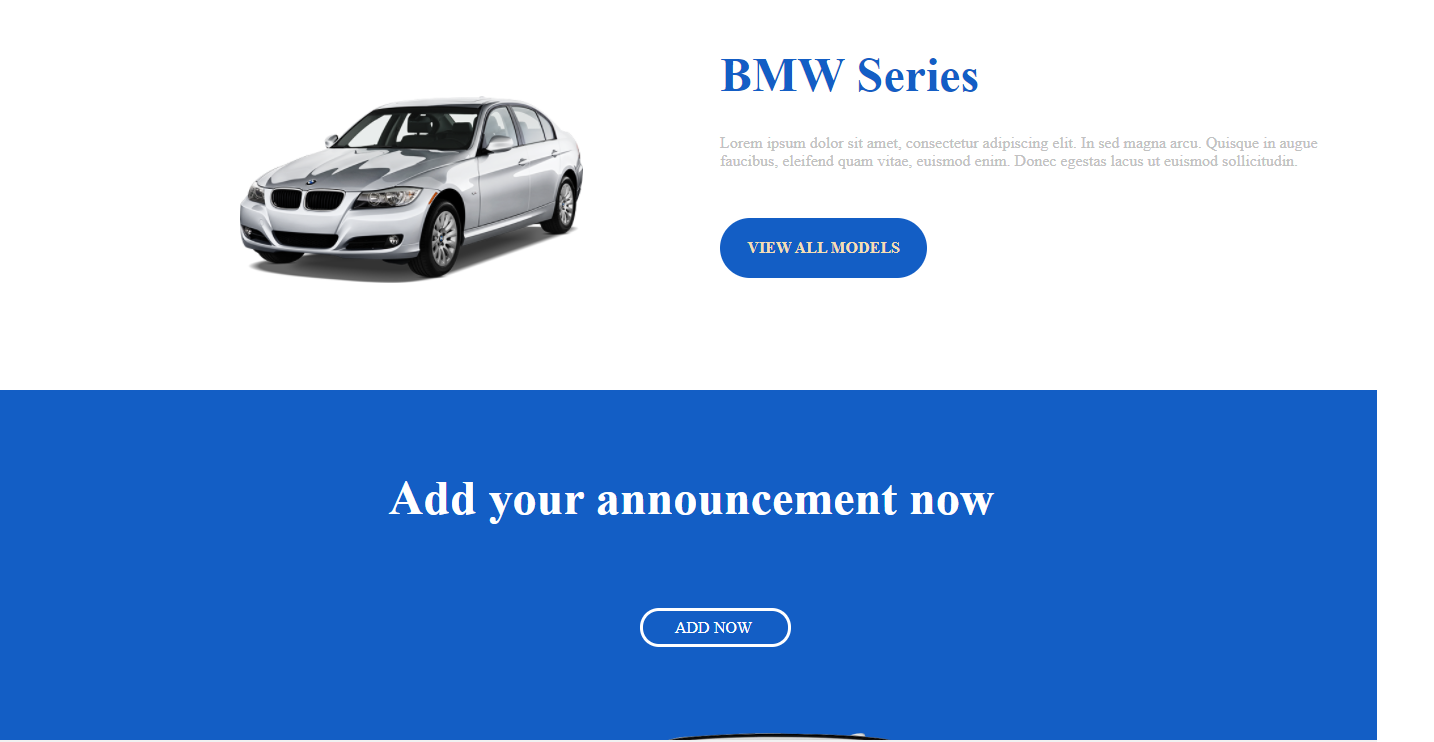 BMW Series
Lorem ipsum dolor sit amet, consectetur adipiscing elit. In sed magna arcu. Quisque in augue
faucibus, eleifend quam vitae, euismod enim. Donec egestas lacus ut euismod sollicitudin.
VIEW ALL MODELS
Add your announcement now
ADD NOW